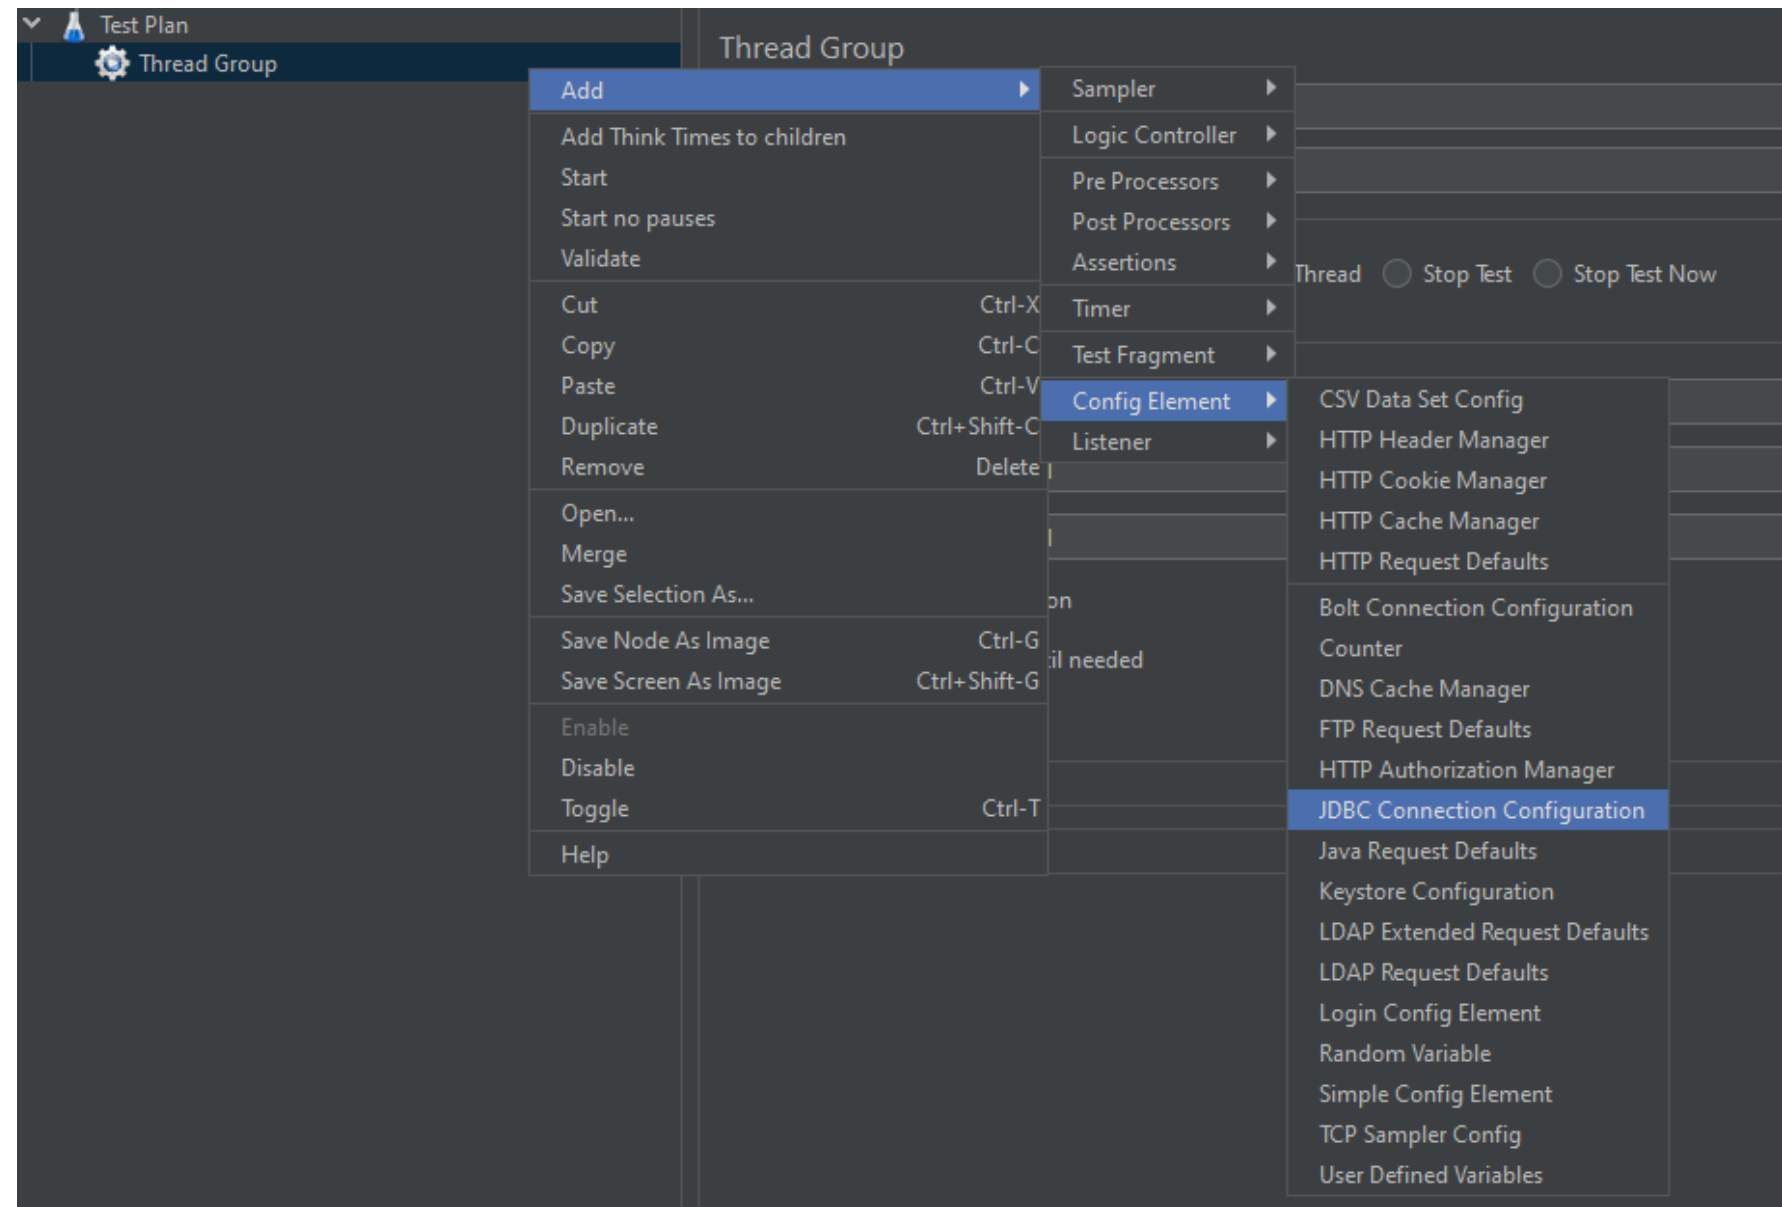 Test Plan
Thread Group
Thread Group
Add
Add Think Times to children
Start
Start no pauses
Validate
Cut Ctrl-X
Copy Ctrl-C
Paste Ctrl-V
Duplicate Ctrl+Shift-C
Remove Delete
Open...
Merge
Save Selection As...
Save Node As Image Ctrl-G
Save Screen As Image Ctrl+Shift-G
Enable
Disable
Toggle Ctrl-T
Help
Sampler
Logic Controller
Pre Processors
Post Processors
Assertions
Timer
Test Fragment
Config Element
Listener
Thread Stop Test Stop Test Now
on
il needed
CSV Data Set Config
HTTP Header Manager
HTTP Cookie Manager
HTTP Cache Manager
HTTP Request Defaults
Bolt Connection Configuration
Counter
DNS Cache Manager
FTP Request Defaults
HTTP Authorization Manager
JDBC Connection Configuration
Java Request Defaults
Keystore Configuration
LDAP Extended Request Defaults
LDAP Request Defaults
Login Config Element
Random Variable
Simple Config Element
TCP Sampler Config
User Defined Variables